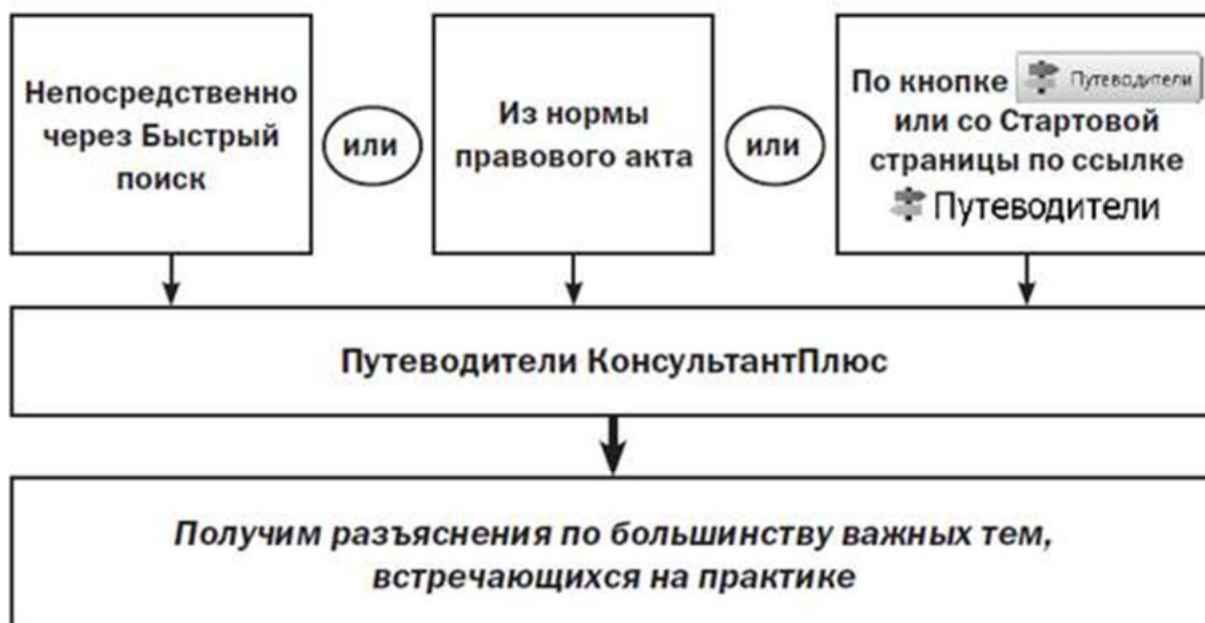 Непосредственно
через Быстрый
поиск
или
Из нормы
правового акта
или
По кнопке Путеводители
или со Стартовой
страницы по ссылке
Путеводители
Путеводители КонсультантПлюс
Получим разъяснения по большинству важных тем,
встречающихся на практике